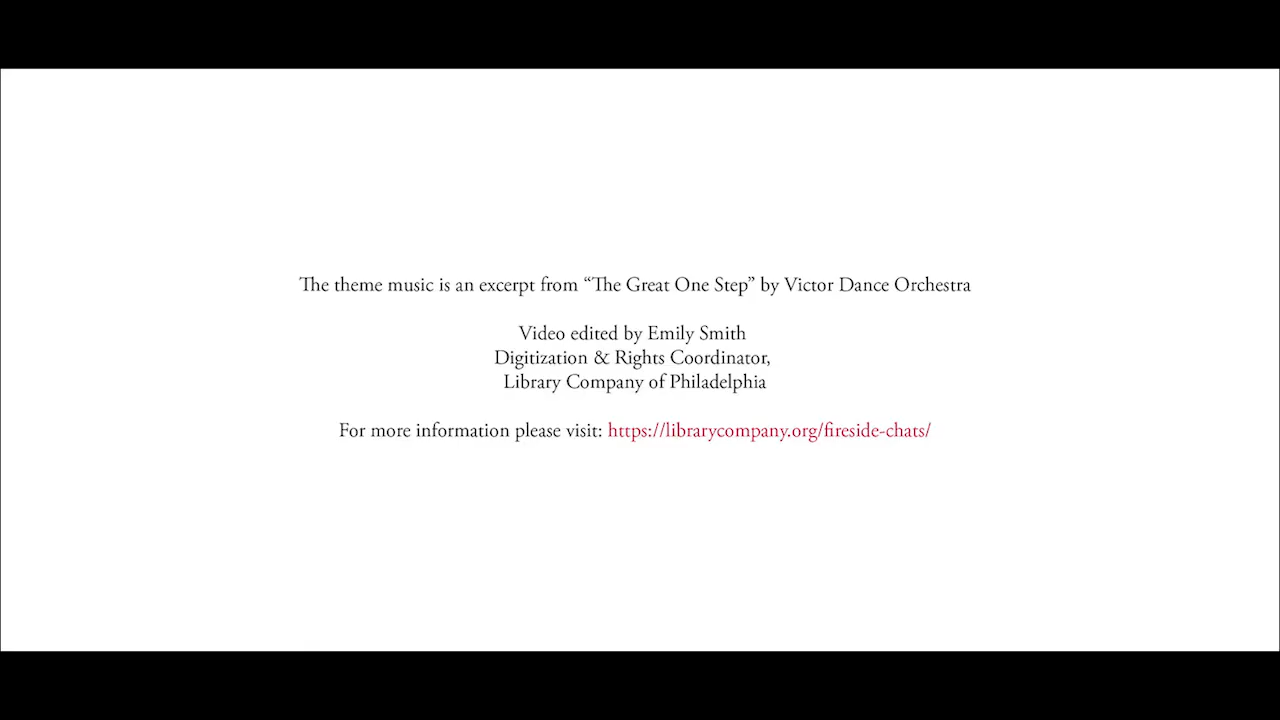 The theme music is an excerpt from “The Great One Step” by Victor Dance Orchestra
Video edited by Emily Smith
Digitization & Rights Coordinator,
Library Company of Philadelphia
For more information please visit: https://librarycompany.org/fireside-chats/